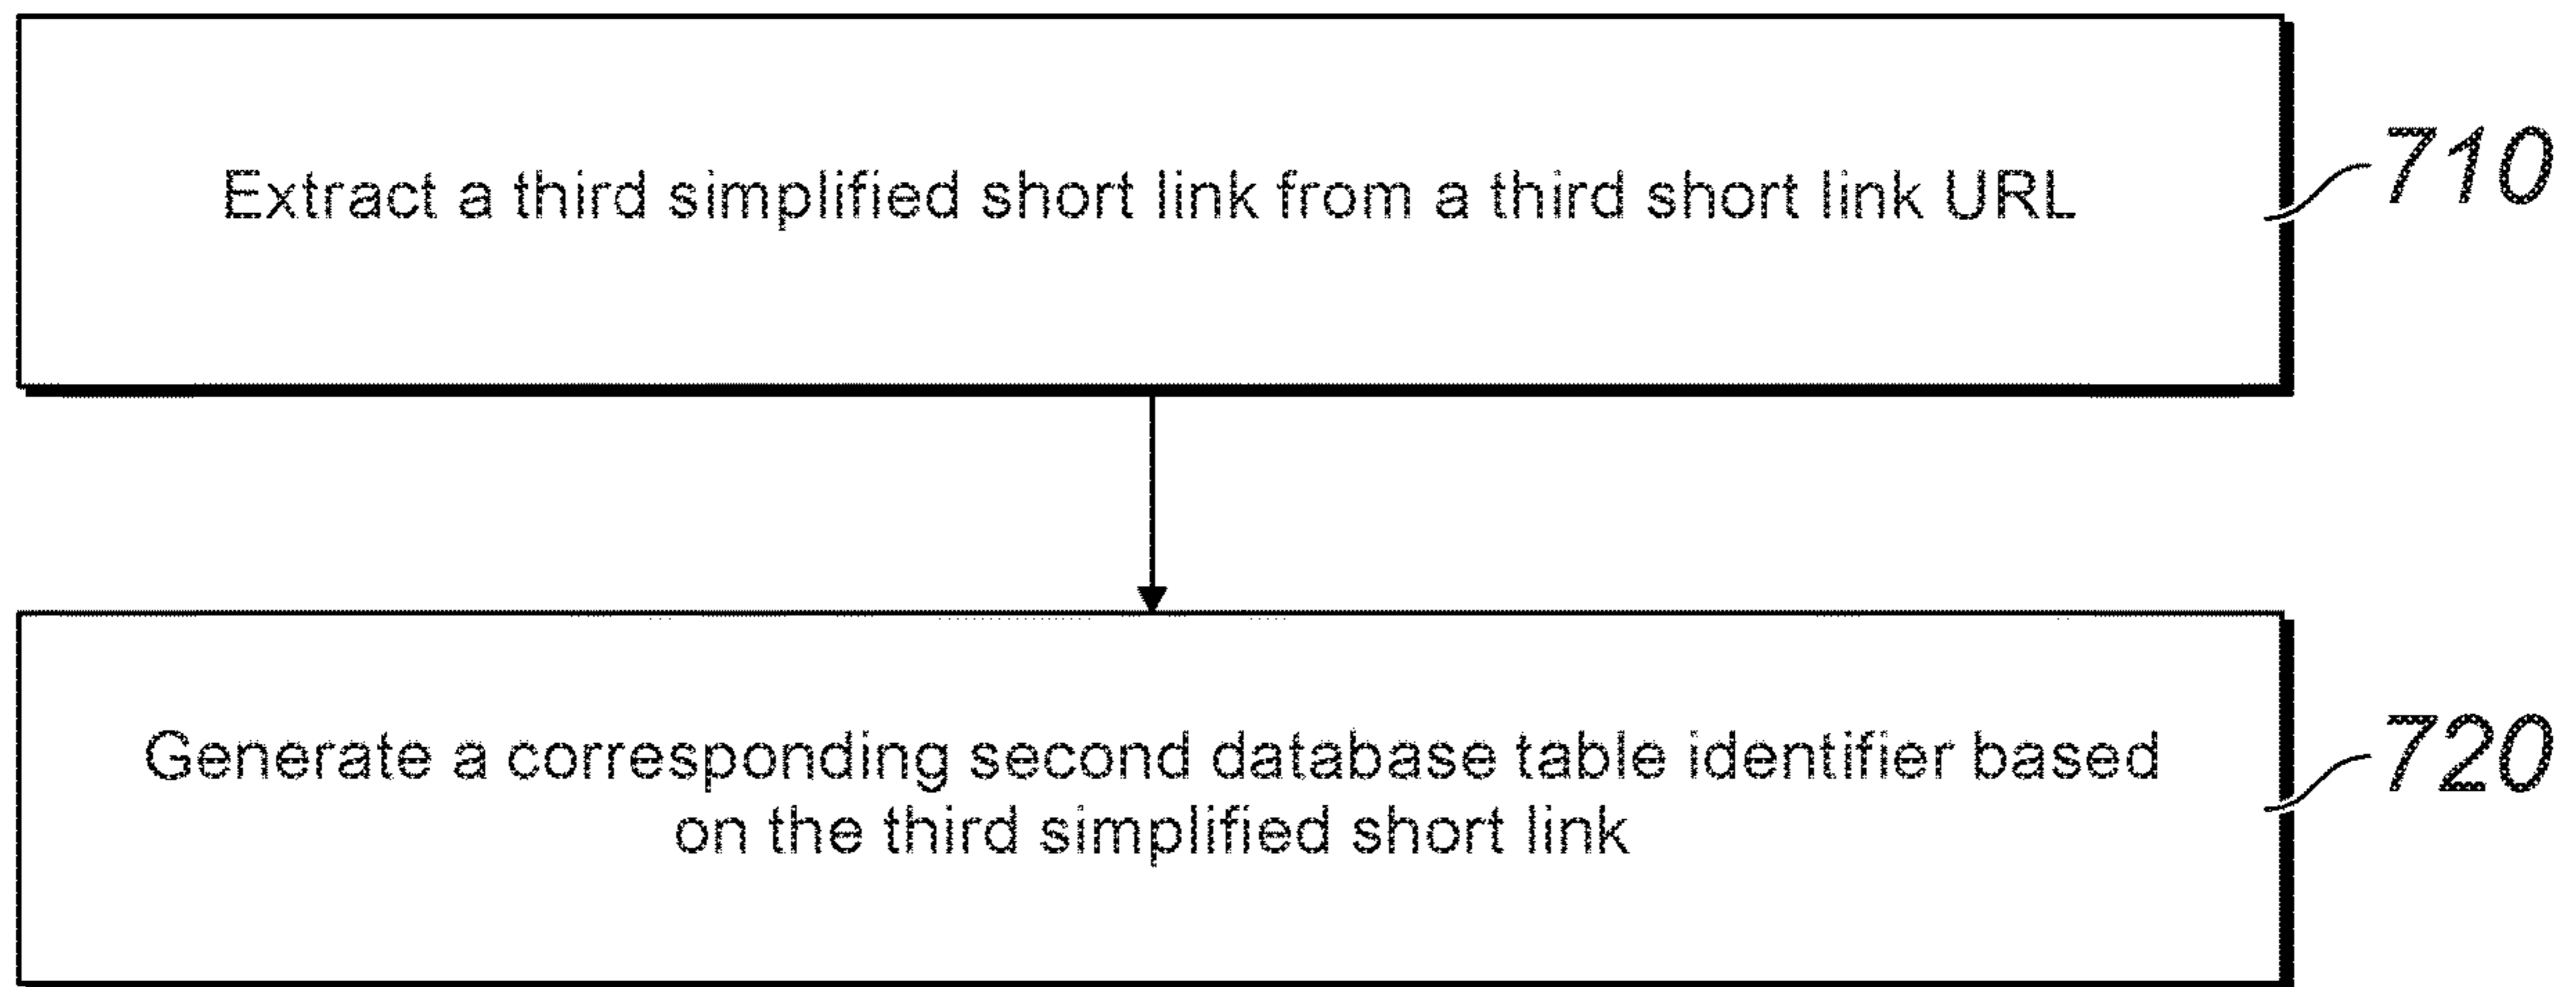 Extract a third simplified short link from a third short link URL
710
Generate a corresponding second database table identifier based
on the third simplified short link
720